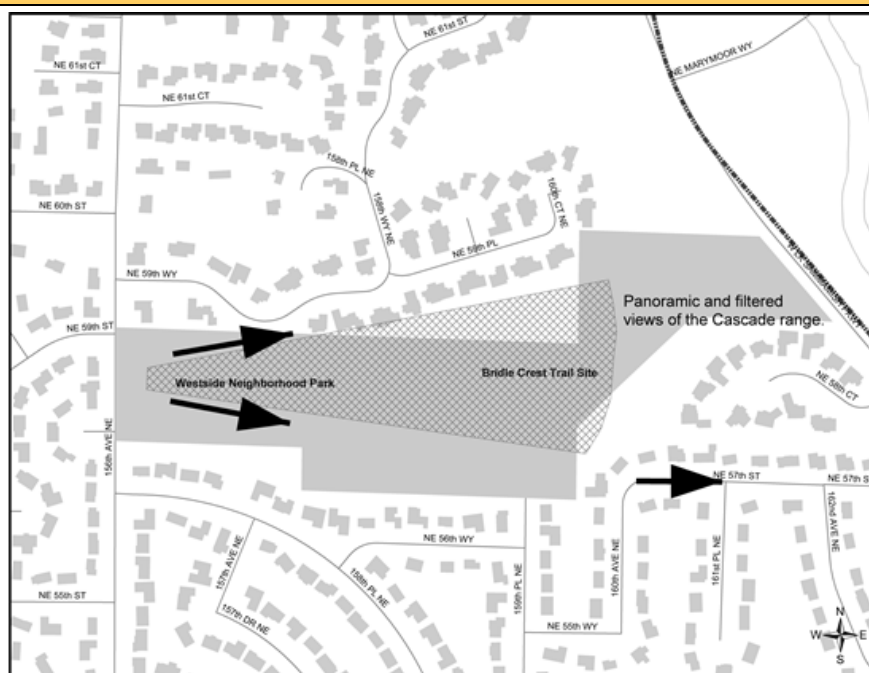 NE 61st ST
NE 61st ST
NE MARYMOOR WY
NE 61st CT
NE 61st CT
158th PL NE
160th CT NE
158th WY NE
NE 60th ST
NE 59th PL
NE 59th WY
Panoramic and filtered
views of the Cascade range.
NE 59th ST
Bridle Crest Trail Site
Westside Neighborhood Park
NE 58th CT
156th AVE NE
NE 57th ST
NE 57th S
162nd AVE NE
NE 56th WY
157th AVE NE
158th PL NE
159th PL NE
160th AVE NE
161st PL NE
NE 55th ST
157th DR NE
NE 55th WY
N
W E
S